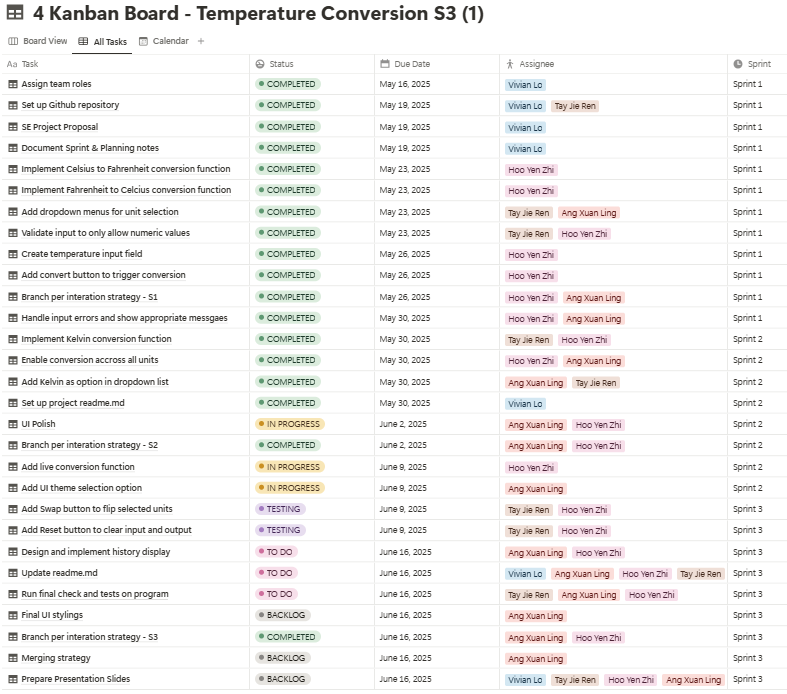 4 Kanban Board - Temperature Conversion S3 (1)
Board View All Tasks Calendar +
Aa Task Status Due Date Assignee Sprint
Assign team roles COMPLETED May 16, 2025 Vivian Lo Sprint 1
Set up Github repository COMPLETED May 19, 2025 Vivian Lo Tay Jie Ren Sprint 1
SE Project Proposal COMPLETED May 19, 2025 Vivian Lo Sprint 1
Document Sprint & Planning notes COMPLETED May 19, 2025 Vivian Lo Sprint 1
Implement Celsius to Fahrenheit conversion function COMPLETED May 23, 2025 Hoo Yen Zhi Sprint 1
Implement Fahrenheit to Celcius conversion function COMPLETED May 23, 2025 Hoo Yen Zhi Sprint 1
Add dropdown menus for unit selection COMPLETED May 23, 2025 Tay Jie Ren Ang Xuan Ling Sprint 1
Validate input to only allow numeric values COMPLETED May 23, 2025 Tay Jie Ren Hoo Yen Zhi Sprint 1
Create temperature input field COMPLETED May 26, 2025 Hoo Yen Zhi Sprint 1
Add convert button to trigger conversion COMPLETED May 26, 2025 Hoo Yen Zhi Sprint 1
Branch per interation strategy - S1 COMPLETED May 26, 2025 Hoo Yen Zhi Ang Xuan Ling Sprint 1
Handle input errors and show appropriate messgaes COMPLETED May 30, 2025 Hoo Yen Zhi Ang Xuan Ling Sprint 1
Implement Kelvin conversion function COMPLETED May 30, 2025 Tay Jie Ren Hoo Yen Zhi Sprint 2
Enable conversion accross all units COMPLETED May 30, 2025 Hoo Yen Zhi Ang Xuan Ling Sprint 2
Add Kelvin as option in dropdown list COMPLETED May 30, 2025 Ang Xuan Ling Tay Jie Ren Sprint 2
Set up project readme.md COMPLETED May 30, 2025 Vivian Lo Sprint 2
UI Polish IN PROGRESS June 2, 2025 Ang Xuan Ling Hoo Yen Zhi Sprint 2
Branch per interation strategy - S2 COMPLETED June 2, 2025 Ang Xuan Ling Hoo Yen Zhi Sprint 2
Add live conversion function IN PROGRESS June 9, 2025 Hoo Yen Zhi Sprint 2
Add UI theme selection option IN PROGRESS June 9, 2025 Ang Xuan Ling Sprint 2
Add Swap button to flip selected units TESTING June 9, 2025 Tay Jie Ren Hoo Yen Zhi Sprint 3
Add Reset button to clear input and output TESTING June 9, 2025 Tay Jie Ren Hoo Yen Zhi Sprint 3
Design and implement history display TO DO June 16, 2025 Ang Xuan Ling Hoo Yen Zhi Sprint 3
Update readme.md TO DO June 16, 2025 Vivian Lo Ang Xuan Ling Hoo Yen Zhi Tay Jie Ren Sprint 3
Run final check and tests on program TO DO June 16, 2025 Tay Jie Ren Ang Xuan Ling Hoo Yen Zhi Sprint 3
Final UI stylings BACKLOG June 16, 2025 Ang Xuan Ling Sprint 3
Branch per interation strategy - S3 COMPLETED June 16, 2025 Ang Xuan Ling Hoo Yen Zhi Sprint 3
Merging strategy BACKLOG June 16, 2025 Ang Xuan Ling Sprint 3
Prepare Presentation Slides BACKLOG June 16, 2025 Vivian Lo Tay Jie Ren Hoo Yen Zhi Ang Xuan Ling Sprint 3